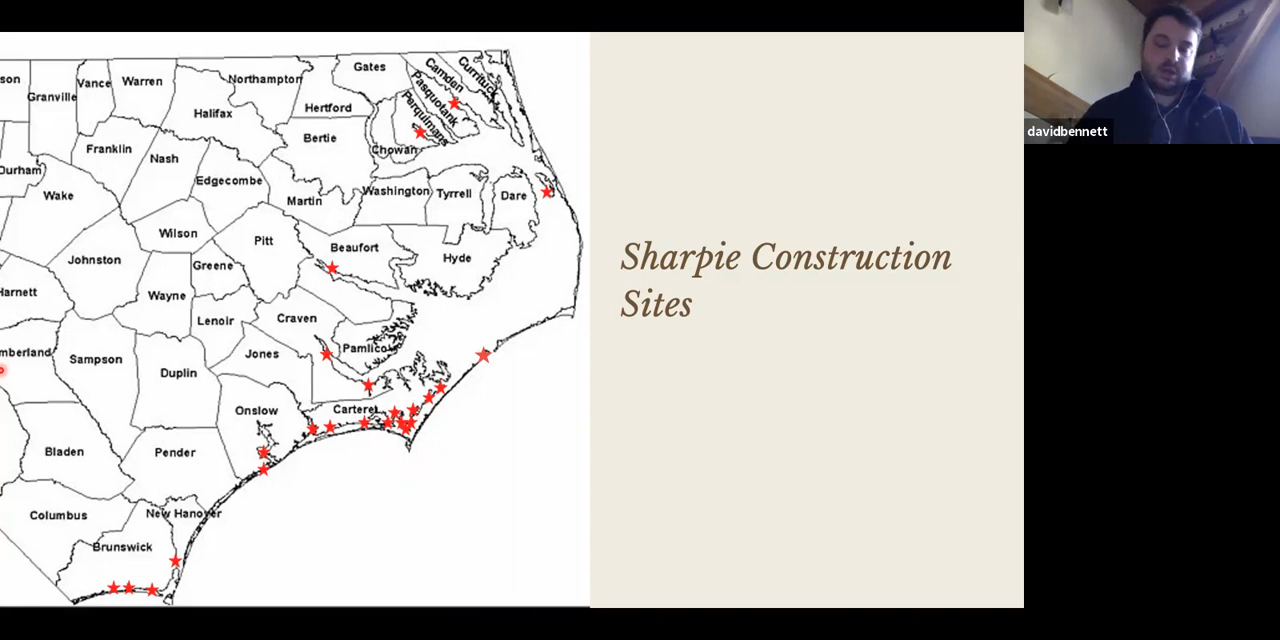 son
Granville
Vance
Warren
Northampton
Gates
Camden
Currituck
Pasquotank
Perquimans
Halifax
Hertford
Bertie
Chowan
Franklin
Nash
Edgecombe
Durham
Wake
Martin
Washington
Tyrrell
Dare
Wilson
Pitt
Beaufort
Hyde
Johnston
Greene
Harnett
Wayne
Lenoir
Craven
mberland
Sampson
Jones
Pamlico
Duplin
Onslow
Carteret
Bladen
Pender
Columbus
New Hanover
Brunswick
Sharpie Construction
Sites
davidbennett